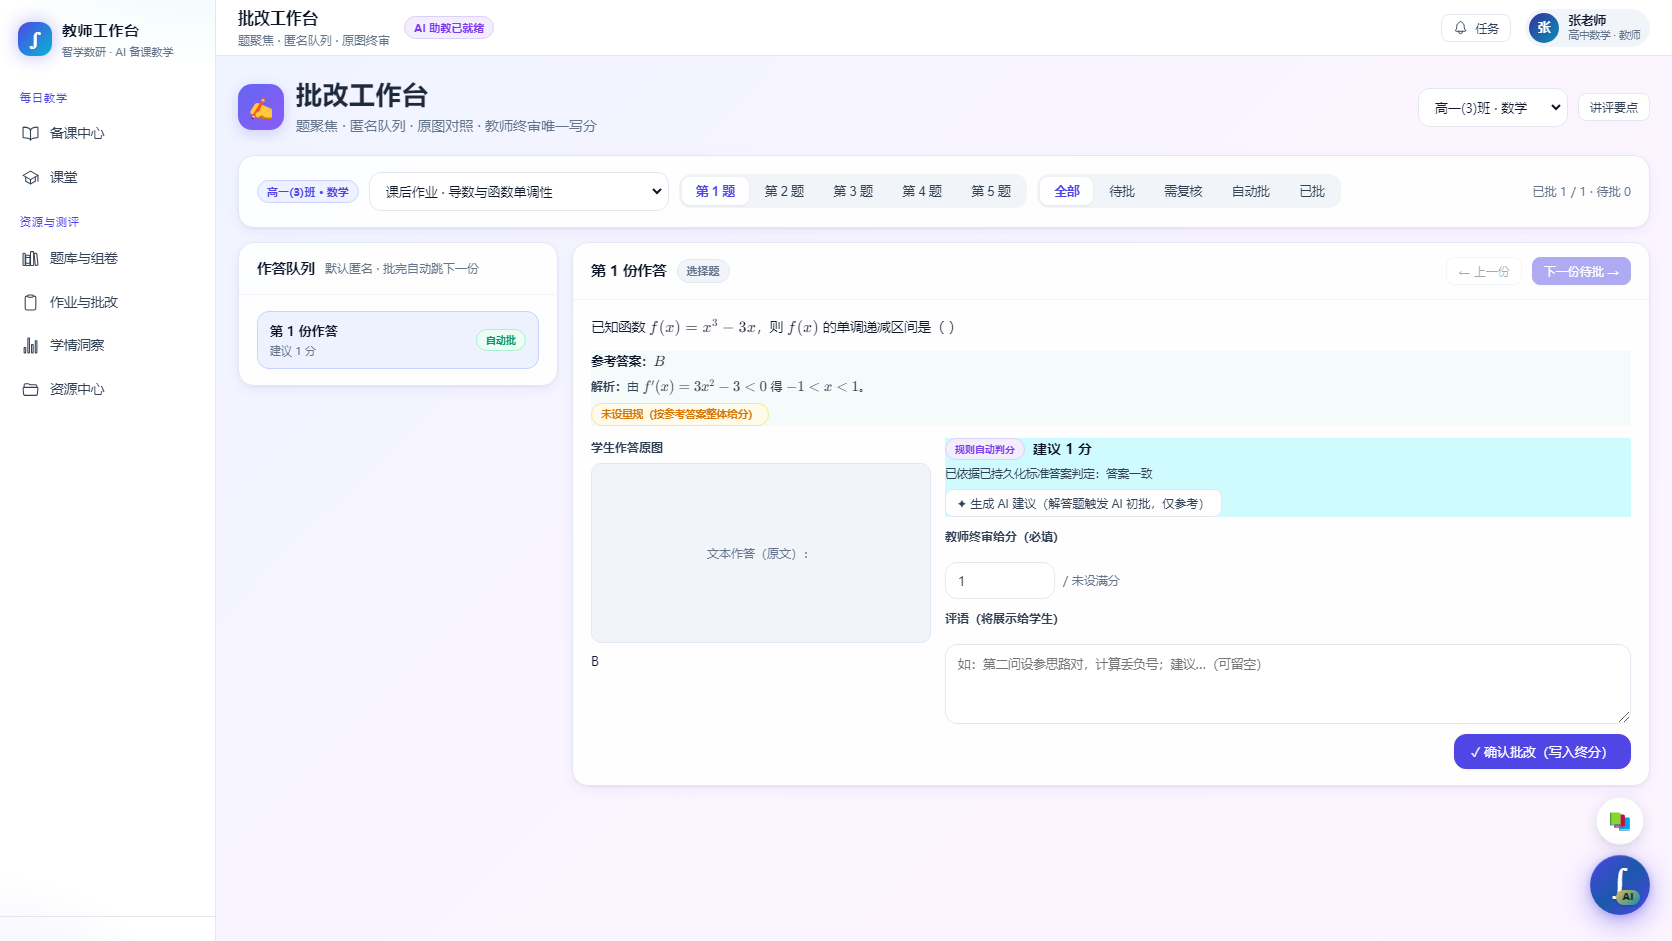 教师工作台
智学数研 · AI 备课教学
每日教学
备课中心
课堂
资源与测评
题库与组卷
作业与批改
学情洞察
资源中心
批改工作台
题聚焦 · 匿名队列 · 原图终审
AI 助教已就绪
任务
张
张老师
高中数学 · 教师
批改工作台
题聚焦 · 匿名队列 · 原图对照 · 教师终审唯一写分
高一(3)班 · 数学
讲评要点
高一(3)班 • 数学
课后作业 · 导数与函数单调性
第 1 题
第 2 题
第 3 题
第 4 题
第 5 题
全部
待批
需复核
自动批
已批
已批 1 / 1 · 待批 0
作答队列
默认匿名 · 批完自动跳下一份
第 1 份作答
建议 1 分
自动批
第 1 份作答
选择题
← 上一份
下一份待批 →
已知函数 f(x) = x³ − 3x，则 f(x) 的单调递减区间是（ ）
参考答案：B
解析：由 f′(x) = 3x² − 3 < 0 得 −1 < x < 1。
未设量规（按参考答案整体给分）
学生作答原图
文本作答（原文）：
B
规则自动判分
建议 1 分
已依据已持久化标准答案判定：答案一致
✦ 生成 AI 建议（解答题触发 AI 初批，仅参考）
教师终审给分（必填）
1
/ 未设满分
评语（将展示给学生）
如：第二问设参思路对，计算丢负号；建议…（可留空）
✓ 确认批改（写入终分）
AI